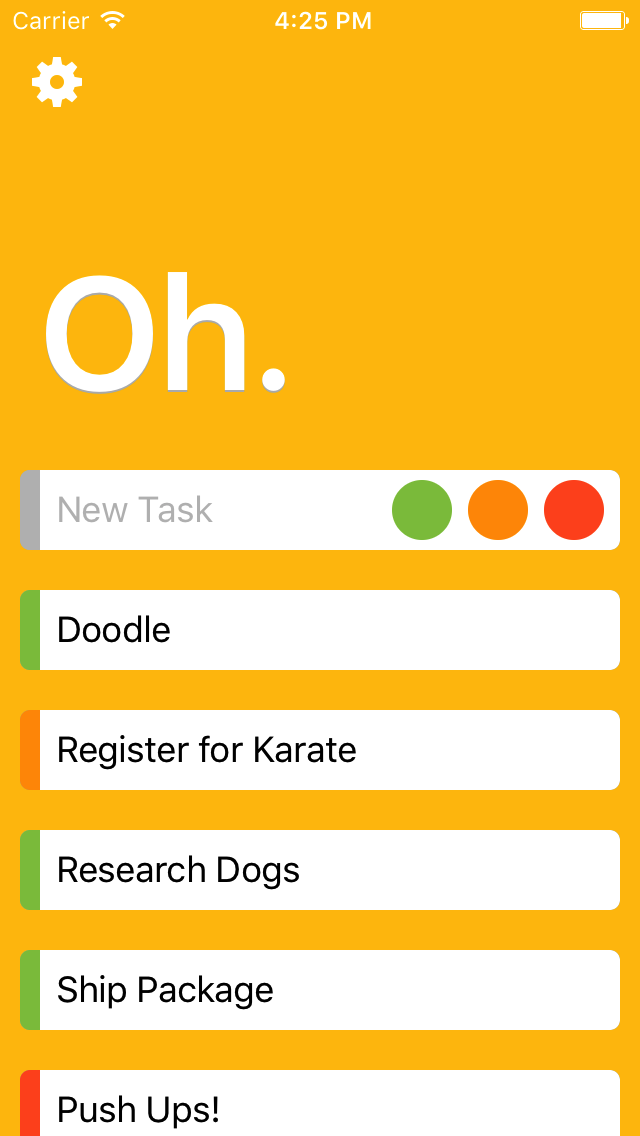 Carrier 4:25 PM
Oh.
New Task
Doodle
Register for Karate
Research Dogs
Ship Package
Push Ups!